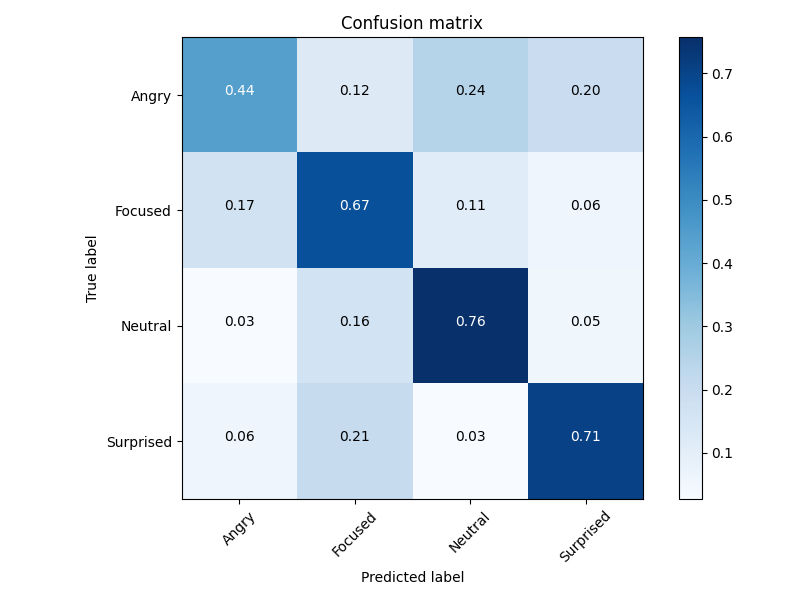 Confusion matrix
Angry 0.44 0.12 0.24 0.20
Focused 0.17 0.67 0.11 0.06
Neutral 0.03 0.16 0.76 0.05
Surprised 0.06 0.21 0.03 0.71
True label
Angry Focused Neutral Surprised
Predicted label
0.7
0.6
0.5
0.4
0.3
0.2
0.1